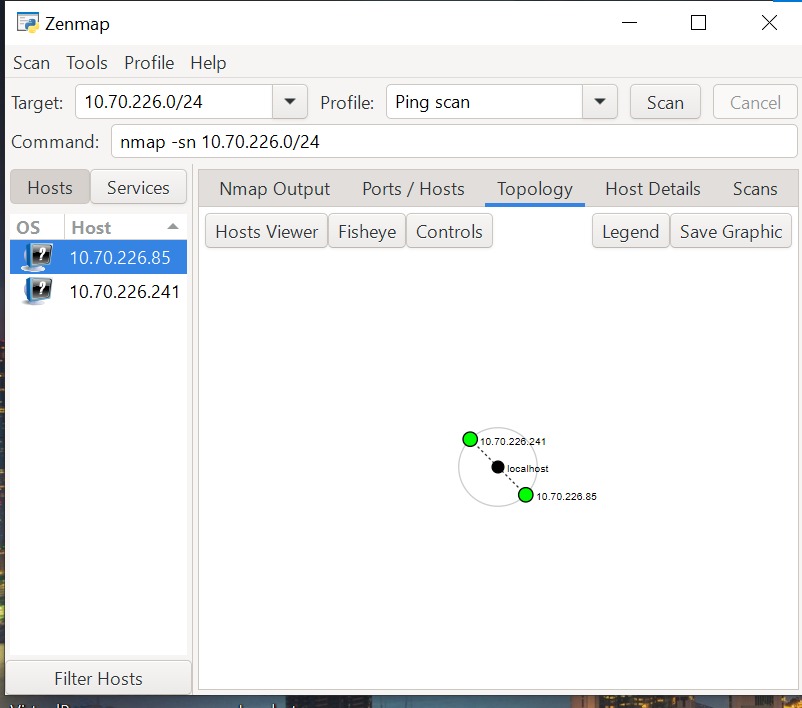 Zenmap
Scan Tools Profile Help
Target: 10.70.226.0/24 Profile: Ping scan Scan Cancel
Command: nmap -sn 10.70.226.0/24
Hosts Services
Nmap Output Ports / Hosts Topology Host Details Scans
OS Host
Hosts Viewer Fisheye Controls Legend Save Graphic
10.70.226.85
10.70.226.241
10.70.226.241
localhost
10.70.226.85
Filter Hosts